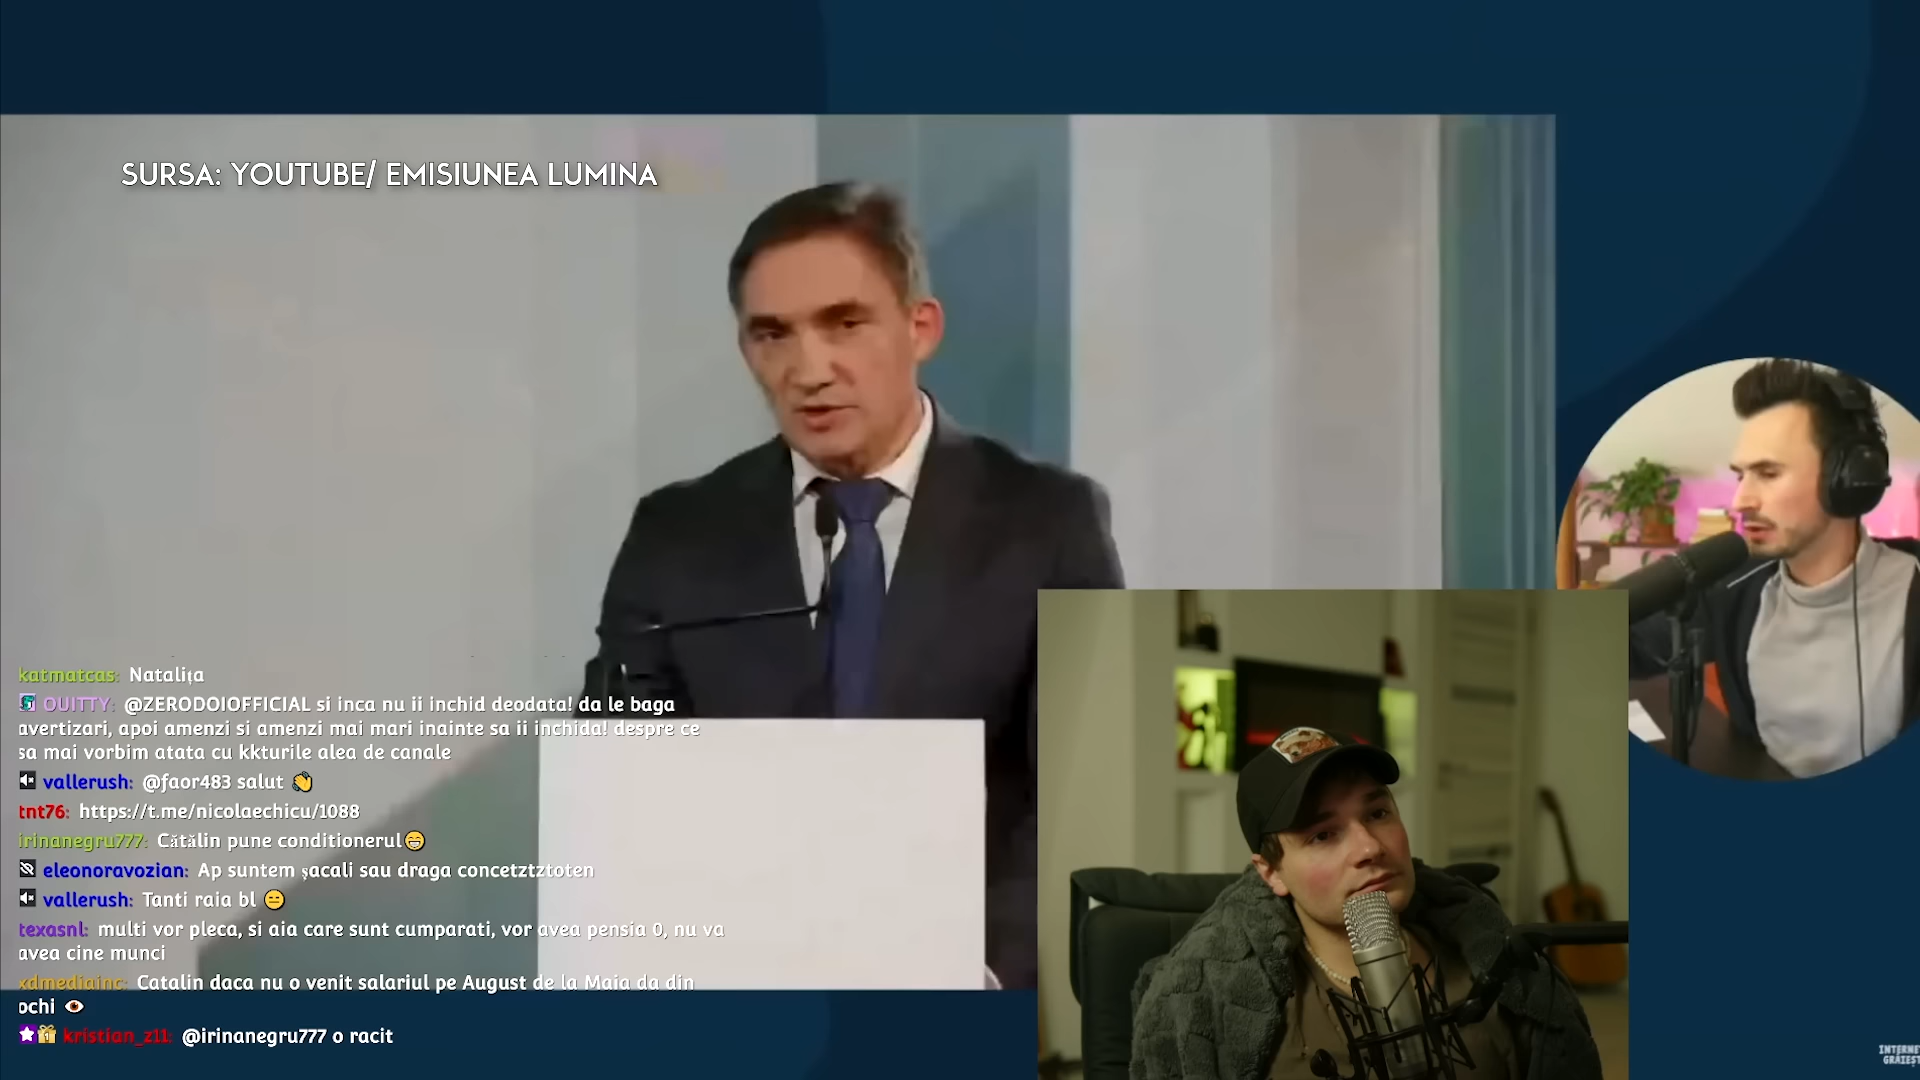 SURSA: YOUTUBE/ EMISIUNEA LUMINA
katmatcas: Natalița
OUITTY: @ZERODOIOFFICIAL si inca nu ii inchid deodata! da le baga
avertizari, apoi amenzi si amenzi mai mari inainte sa ii inchida! despre ce
sa mai vorbim atata cu kkturile alea de canale
vallerush: @faor483 salut 👏
tnt76: https://t.me/nicolaechicu/1088
irinanegru777: Cătălin pune conditionerul😁
eleonoravozian: Ap suntem șacali sau draga concetztztoten
vallerush: Tanti raia bl 😑
texasnl: multi vor pleca, si aia care sunt cumparati, vor avea pensia 0, nu va
avea cine munci
xdmediainc: Catalin daca nu o venit salariul pe August de la Maia da din
ochi 👁
kristian_z11: @irinanegru777 o racit